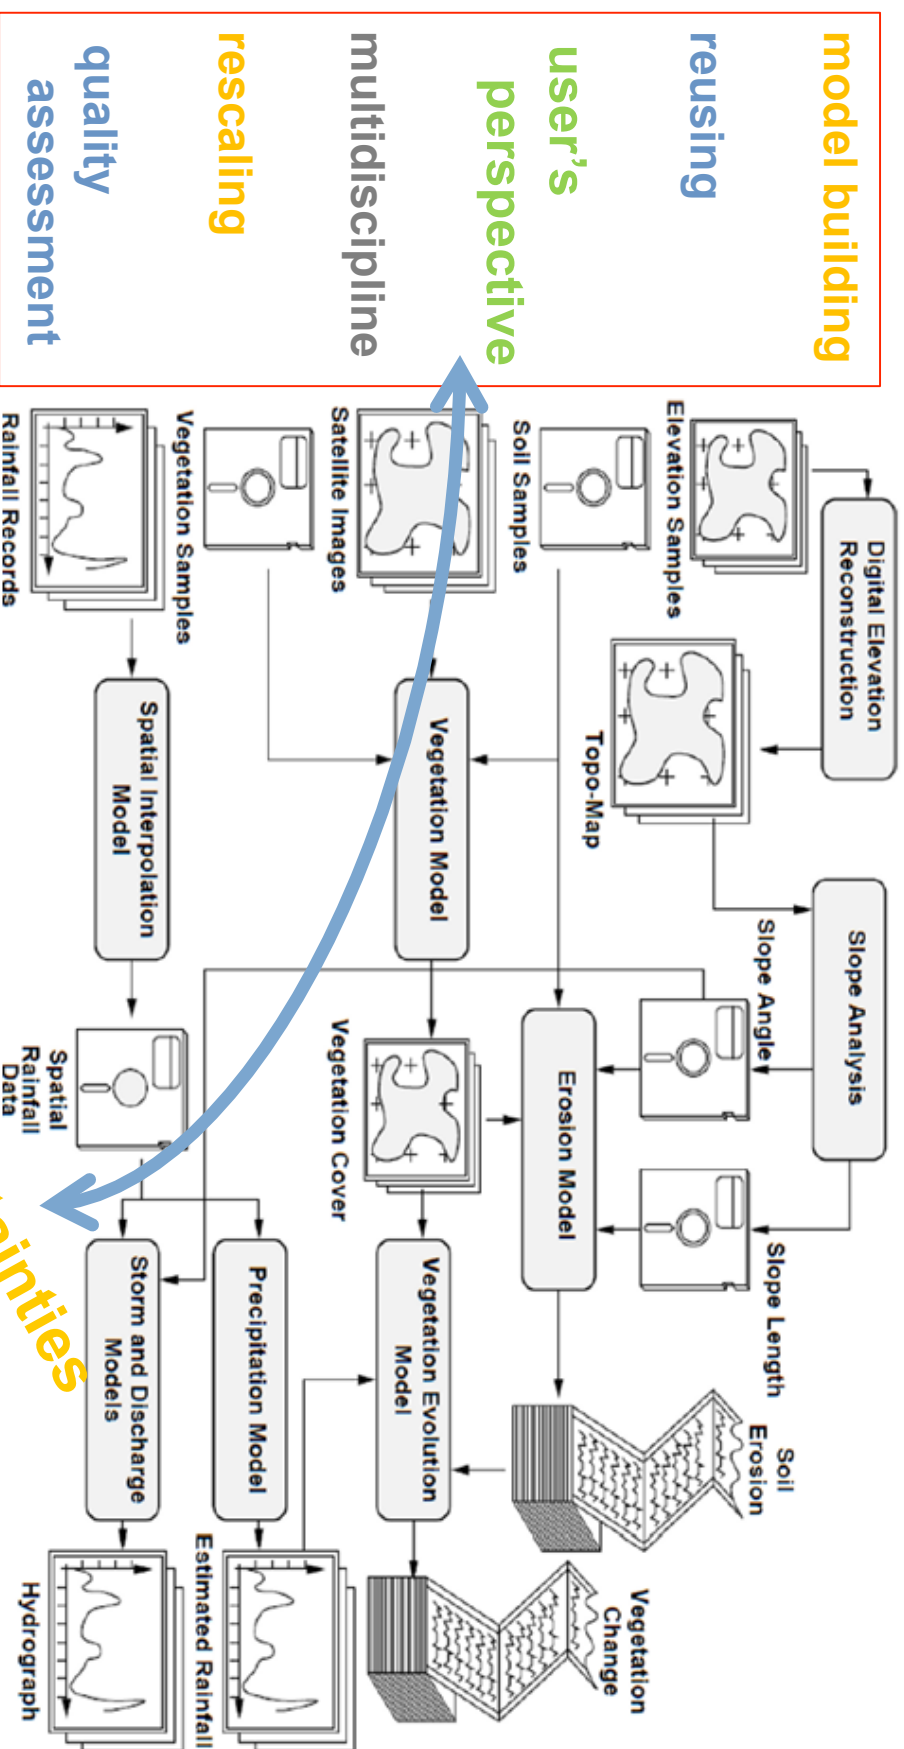 model building
reusing
user's
perspective
multidiscipline
rescaling
quality
assessment
Digital Elevation
Reconstruction
Elevation Samples
Topo-Map
Slope Analysis
Slope Angle
Slope Length
Soil Samples
Erosion Model
Soil
Erosion
Satellite Images
Vegetation Model
Vegetation Cover
Vegetation Evolution
Model
Vegetation
Change
Vegetation Samples
Precipitation Model
Estimated Rainfall
Rainfall Records
Spatial Interpolation
Model
Spatial
Rainfall
Data
Storm and Discharge
Models
Hydrograph